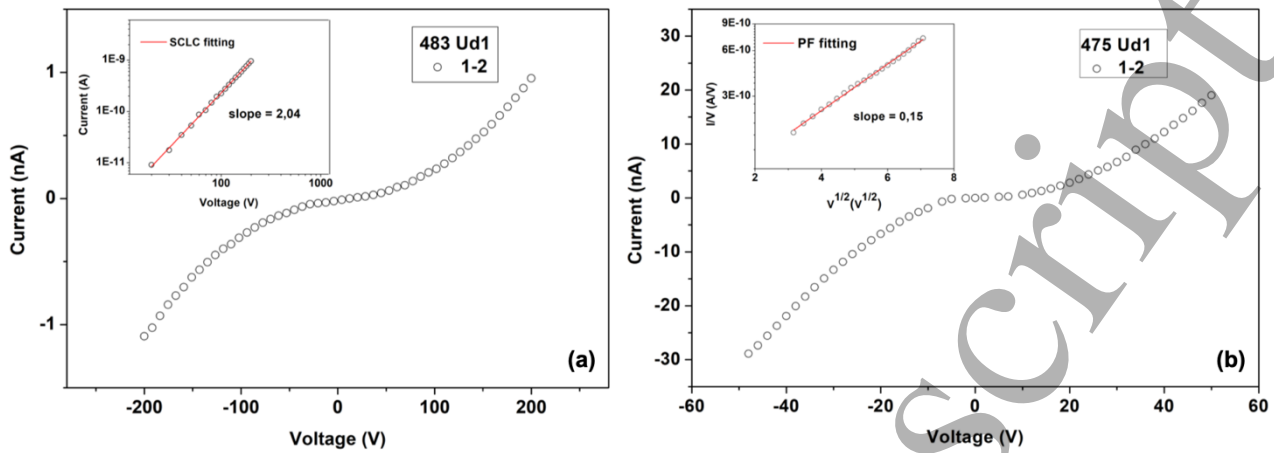 SCLC fitting
1E-9
1E-10
1E-11
Current (A)
slope = 2,04
100
1000
Voltage (V)
483 Ud1
1-2
1
0
-1
Current (nA)
-200
-100
0
100
200
Voltage (V)
(a)
9E-10
6E-10
3E-10
I/V (A/V)
PF fitting
slope = 0,15
2
4
6
8
V^1/2(V^1/2)
475 Ud1
1-2
30
20
10
0
-10
-20
-30
Current (nA)
-60
-40
-20
0
20
40
60
Voltage (V)
(b)
script